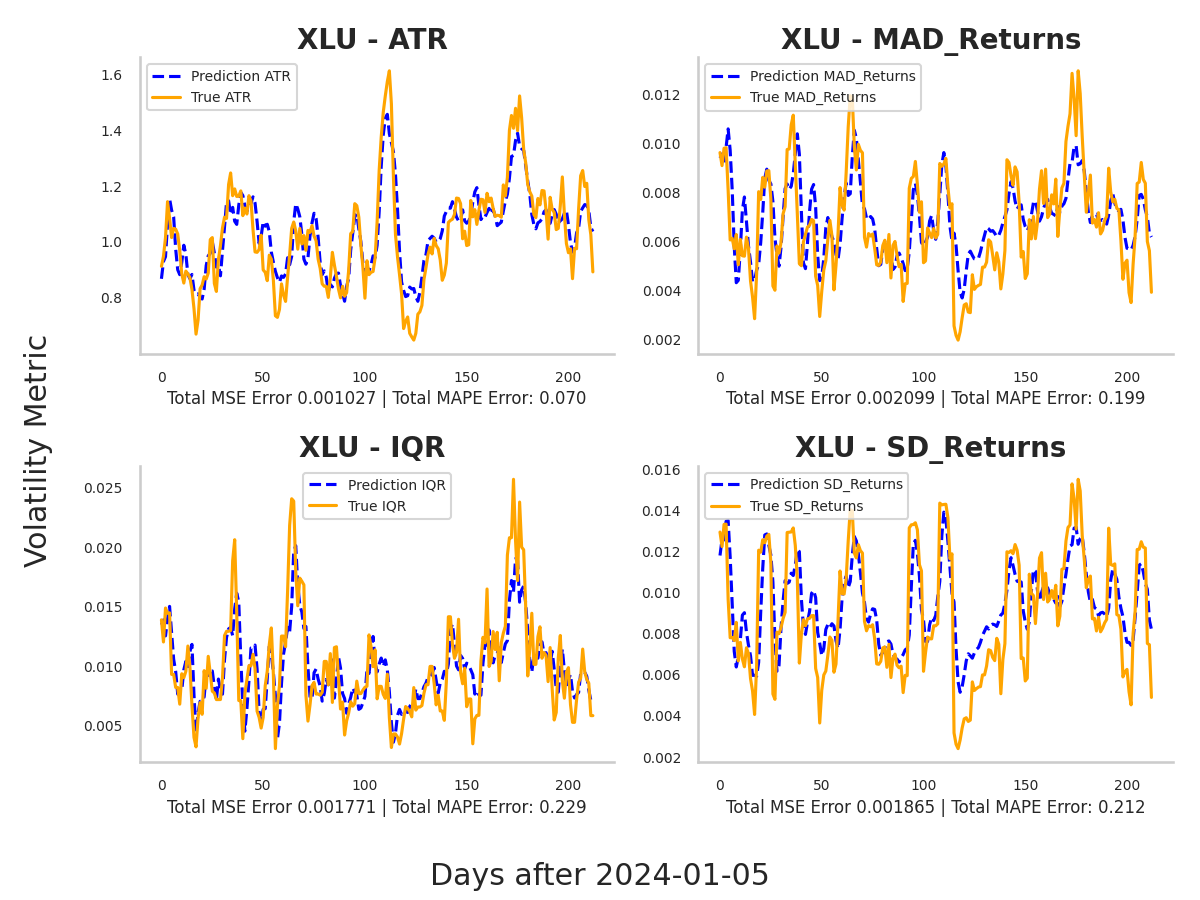 XLU - ATR
Prediction ATR
True ATR
1.6
1.4
1.2
1.0
0.8
0
50
100
150
200
Total MSE Error 0.001027 | Total MAPE Error: 0.070
XLU - MAD_Returns
Prediction MAD_Returns
True MAD_Returns
0.012
0.010
0.008
0.006
0.004
0.002
0
50
100
150
200
Total MSE Error 0.002099 | Total MAPE Error: 0.199
Volatility Metric
XLU - IQR
Prediction IQR
True IQR
0.025
0.020
0.015
0.010
0.005
0
50
100
150
200
Total MSE Error 0.001771 | Total MAPE Error: 0.229
XLU - SD_Returns
Prediction SD_Returns
True SD_Returns
0.016
0.014
0.012
0.010
0.008
0.006
0.004
0.002
0
50
100
150
200
Total MSE Error 0.001865 | Total MAPE Error: 0.212
Days after 2024-01-05